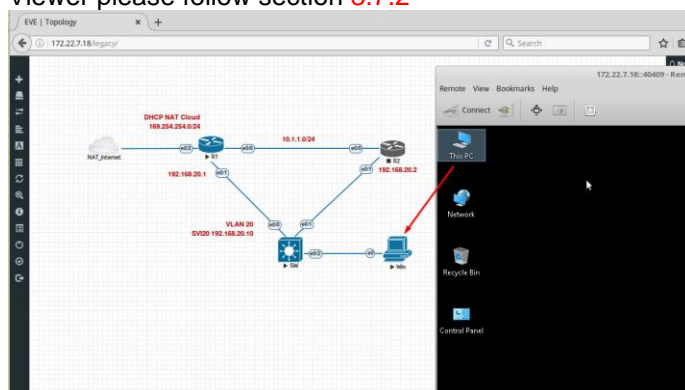 Viewer please follow section
EVE | Topology
172.22.7.18/legacy/
Search
172.22.7.18::40409 - Rem
Remote View Bookmarks Help
Connect
DHCP NAT Cloud
169.254.254.0/24
10.1.1.0/24
NAT_Internet
e0/2
R1
e0/0
e0/0
R2
192.168.20.1
e0/1
e0/1
192.168.20.2
VLAN 20
SVI20 192.168.20.10
e0/0
e0/1
SW
e0/2
e0
Win
This PC
Network
Recycle Bin
Control Panel